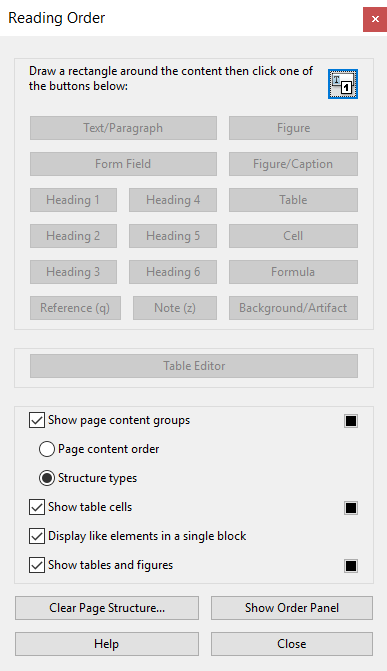 Reading Order
Draw a rectangle around the content then click one of
the buttons below:
1
Text/Paragraph Figure
Form Field Figure/Caption
Heading 1 Heading 4 Table
Heading 2 Heading 5 Cell
Heading 3 Heading 6 Formula
Reference (q) Note (z) Background/Artifact
Table Editor
Show page content groups
Page content order
Structure types
Show table cells
Display like elements in a single block
Show tables and figures
Clear Page Structure... Show Order Panel
Help Close